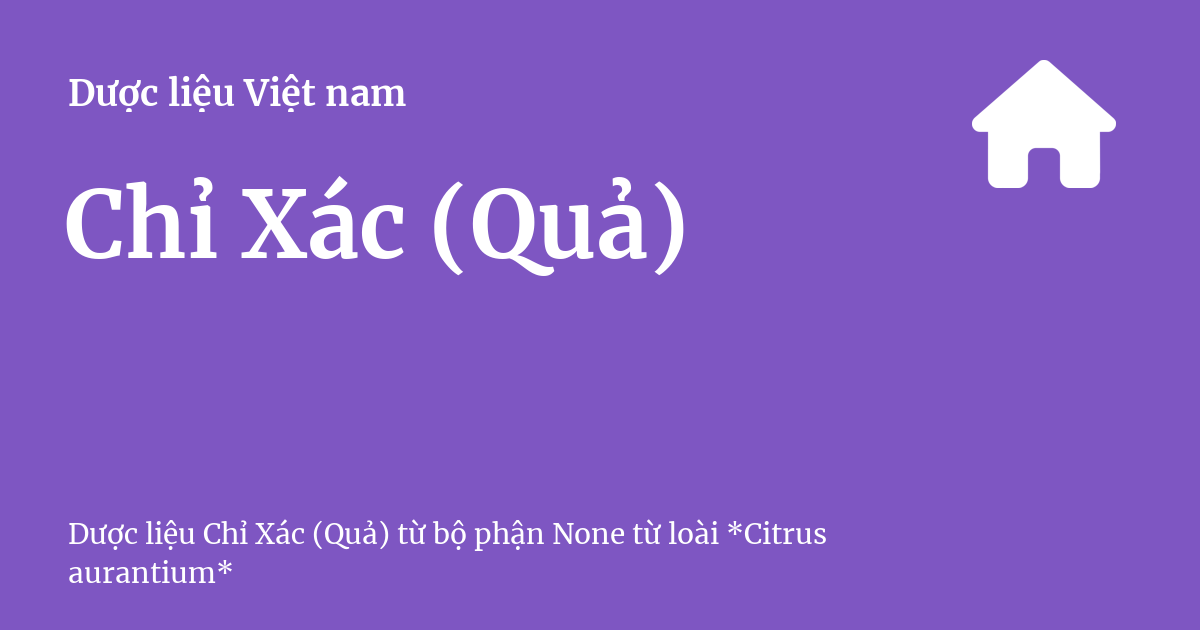 Dược liệu Việt nam
Chỉ Xác (Quả)
Dược liệu Chỉ Xác (Quả) từ bộ phận None từ loài *Citrus
aurantium*